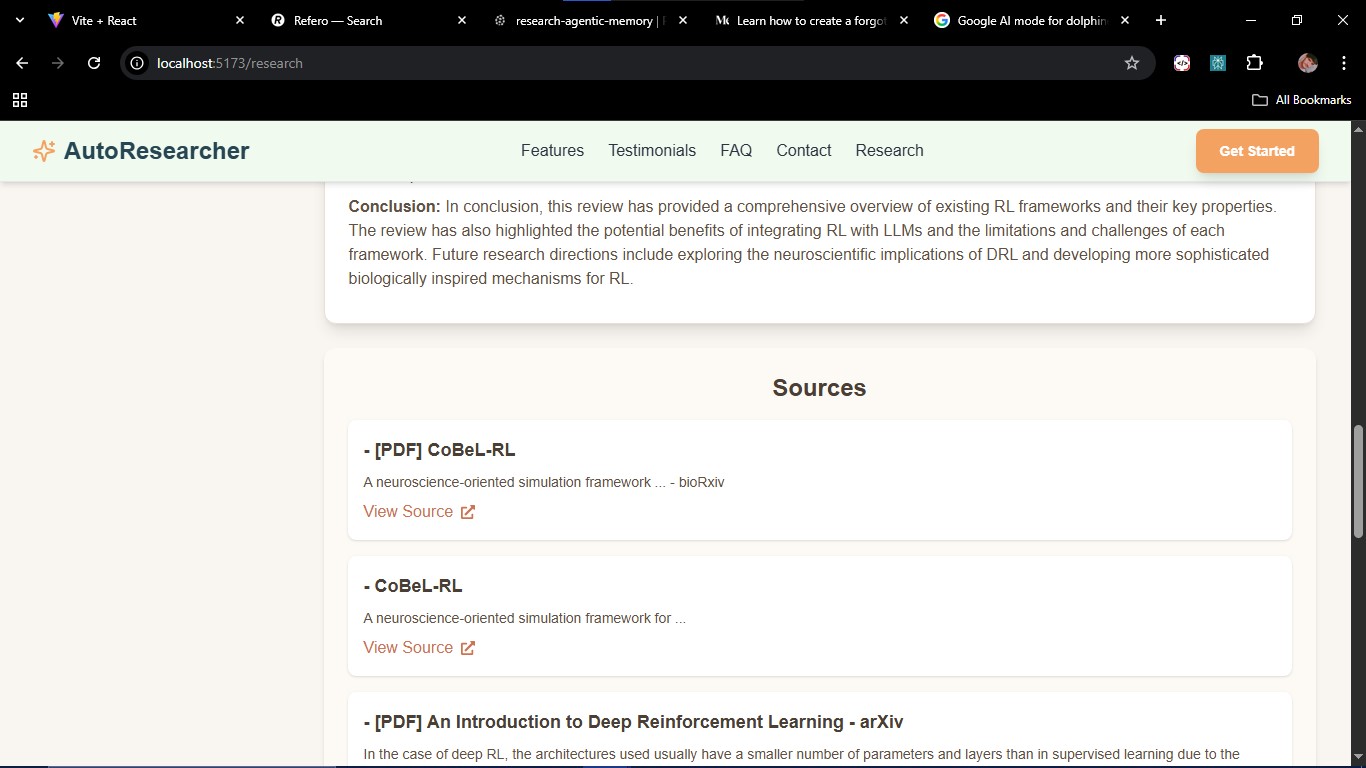 Vite + React
Refero — Search
research-agentic-memory |
Learn how to create a forgot
Google AI mode for dolphin
localhost:5173/research
All Bookmarks
AutoResearcher
Features
Testimonials
FAQ
Contact
Research
Get Started
Conclusion: In conclusion, this review has provided a comprehensive overview of existing RL frameworks and their key properties.
The review has also highlighted the potential benefits of integrating RL with LLMs and the limitations and challenges of each
framework. Future research directions include exploring the neuroscientific implications of DRL and developing more sophisticated
biologically inspired mechanisms for RL.
Sources
- [PDF] CoBeL-RL
A neuroscience-oriented simulation framework ... - bioRxiv
View Source
- CoBeL-RL
A neuroscience-oriented simulation framework for ...
View Source
- [PDF] An Introduction to Deep Reinforcement Learning - arXiv
In the case of deep RL, the architectures used usually have a smaller number of parameters and layers than in supervised learning due to the